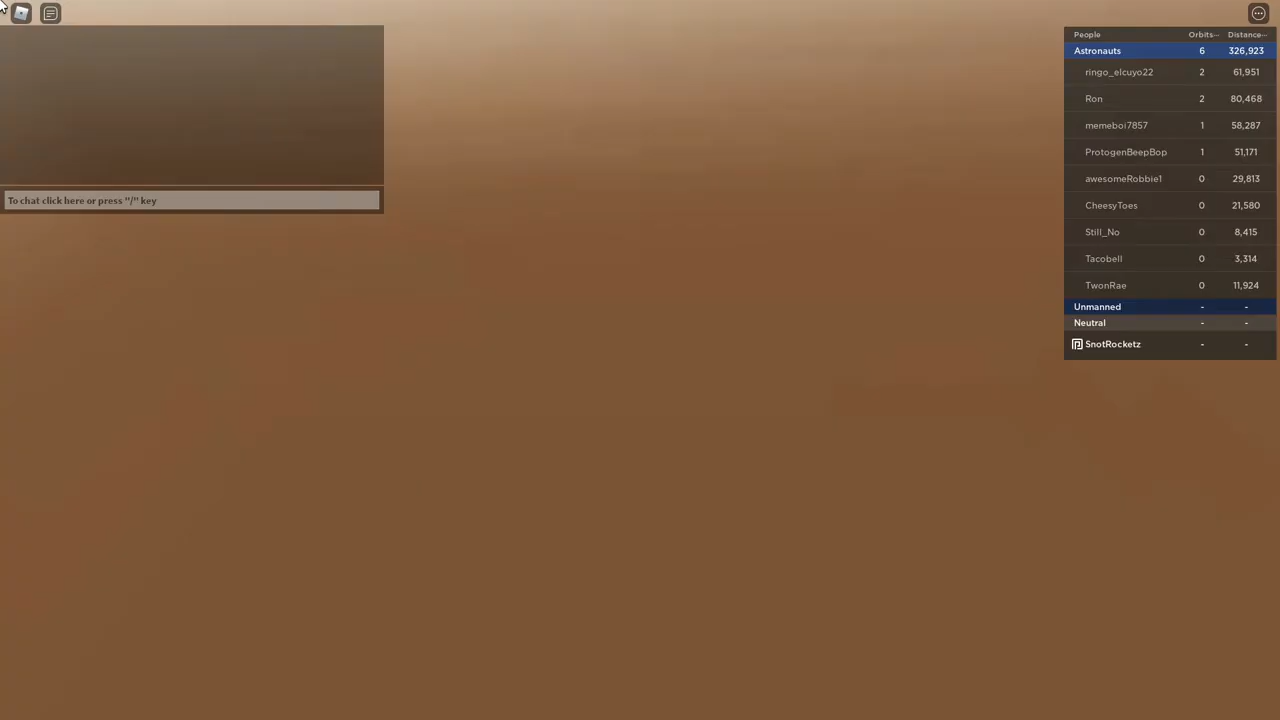 People Orbits... Distance...
Astronauts 6 326,923
ringo_elcuyo22 2 61,951
Ron 2 80,468
memeboi7857 1 58,287
ProtogenBeepBop 1 51,171
awesomeRobbie1 0 29,813
CheesyToes 0 21,580
Still_No 0 8,415
Tacobell 0 3,314
TwonRae 0 11,924
Unmanned - -
Neutral - -
SnotRocketz - -
To chat click here or press "/" key